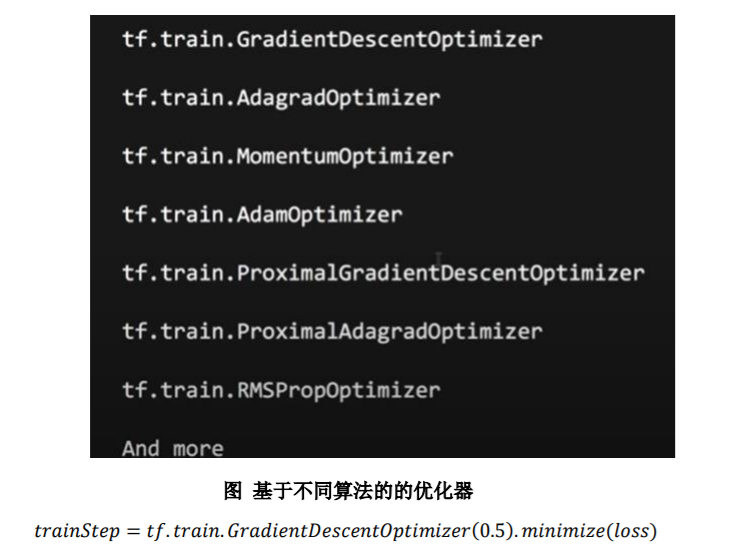 tf.train.GradientDescentOptimizer
tf.train.AdagradOptimizer
tf.train.MomentumOptimizer
tf.train.AdamOptimizer
tf.train.ProximalGradientDescentOptimizer
tf.train.ProximalAdagradOptimizer
tf.train.RMSPropOptimizer
And more
图 基于不同算法的的优化器
trainStep = tf.train.GradientDescentOptimizer(0.5).minimize(loss)